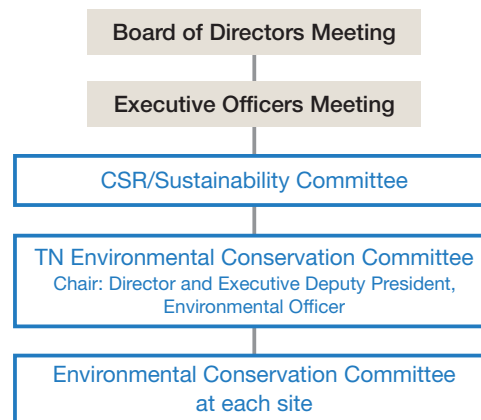 Board of Directors Meeting
Executive Officers Meeting
CSR/Sustainability Committee
TN Environmental Conservation Committee
Chair: Director and Executive Deputy President,
Environmental Officer
Environmental Conservation Committee
at each site